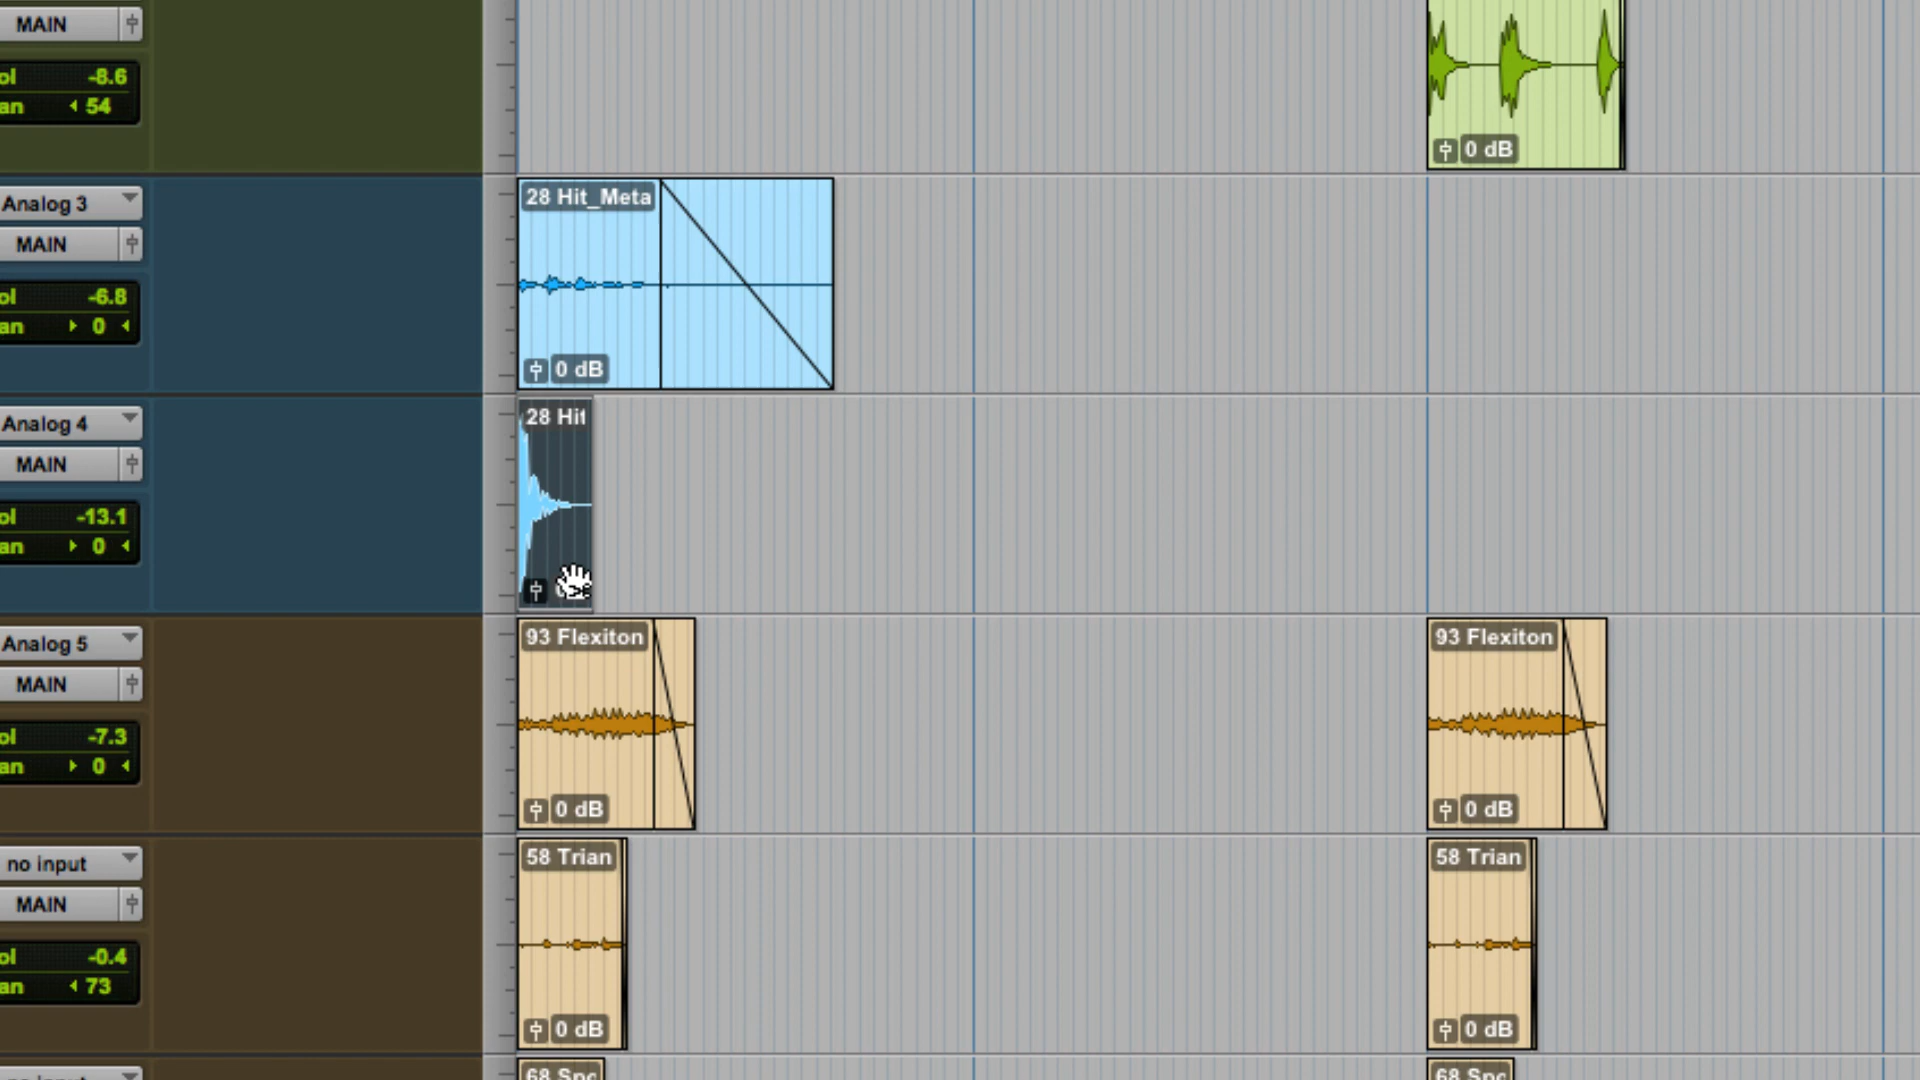 MAIN
ol -8.6
an 54
0 dB
Analog 3
MAIN
ol -6.8
an 0
28 Hit_Meta
0 dB
Analog 4
MAIN
ol -13.1
an 0
28 Hit
Analog 5
MAIN
ol -7.3
an 0
93 Flexiton
0 dB
93 Flexiton
0 dB
no input
MAIN
ol -0.4
an 73
58 Trian
0 dB
58 Trian
0 dB
no input
68 Spc
68 Spc